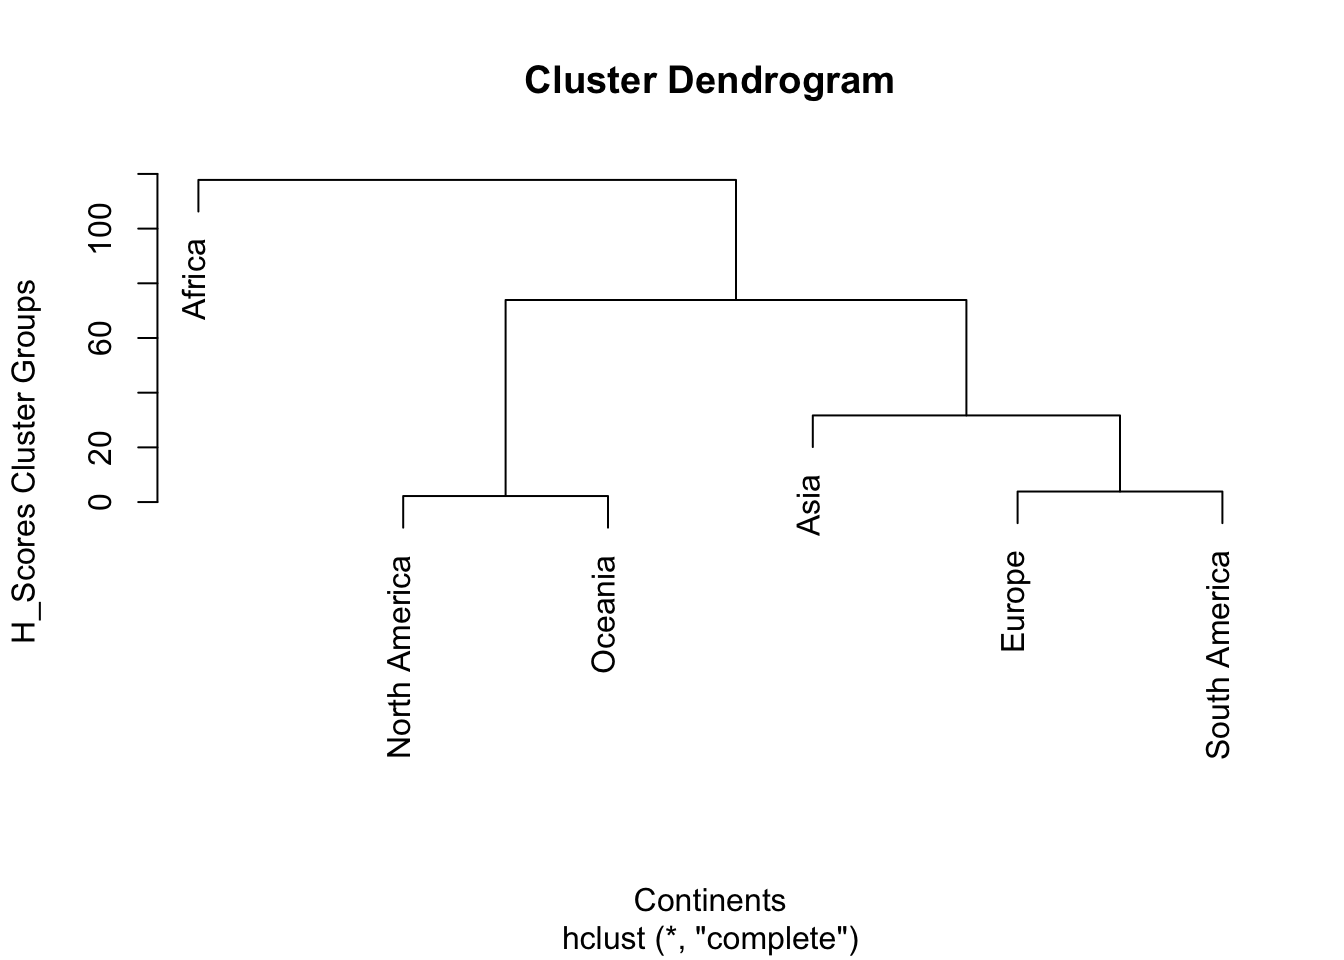 Cluster Dendrogram
H_Scores Cluster Groups
100
60
20
0
Africa
North America
Oceania
Asia
Europe
South America
Continents
hclust (*, "complete")